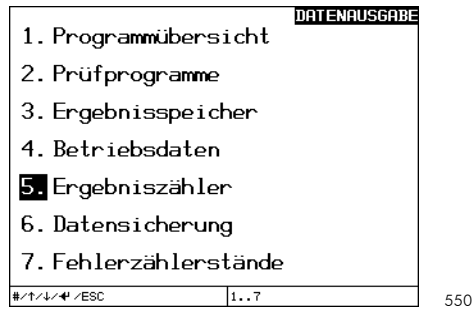 DATENAUSGABE
1. Programmübersicht
2. Prüfprogramme
3. Ergebnisspeicher
4. Betriebsdaten
5. Ergebniszähler
6. Datensicherung
7. Fehlerzählerstände
#/↑/↓/↵/ESC 1..7
550